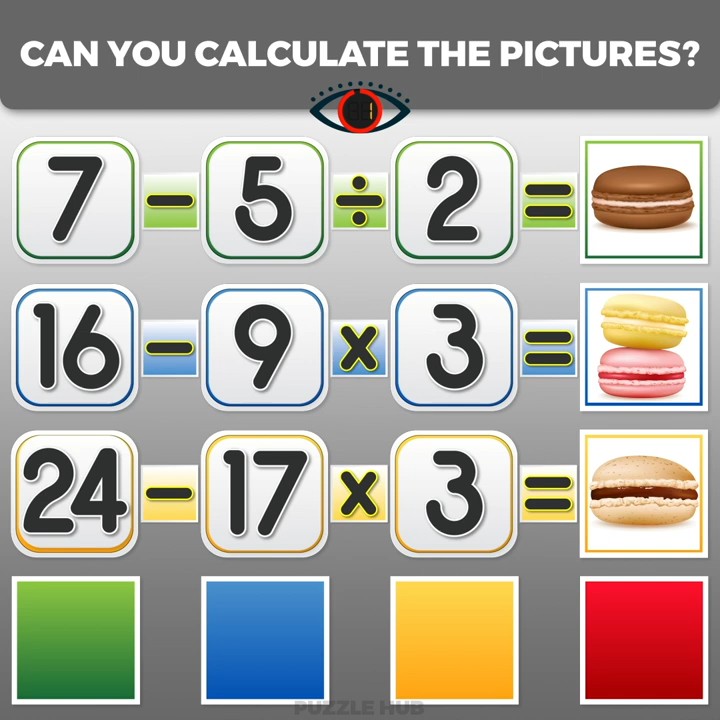 CAN YOU CALCULATE THE PICTURES?
7 − 5 ÷ 2 =
16 − 9 x 3 =
24 − 17 x 3 =
PUZZLE HUB